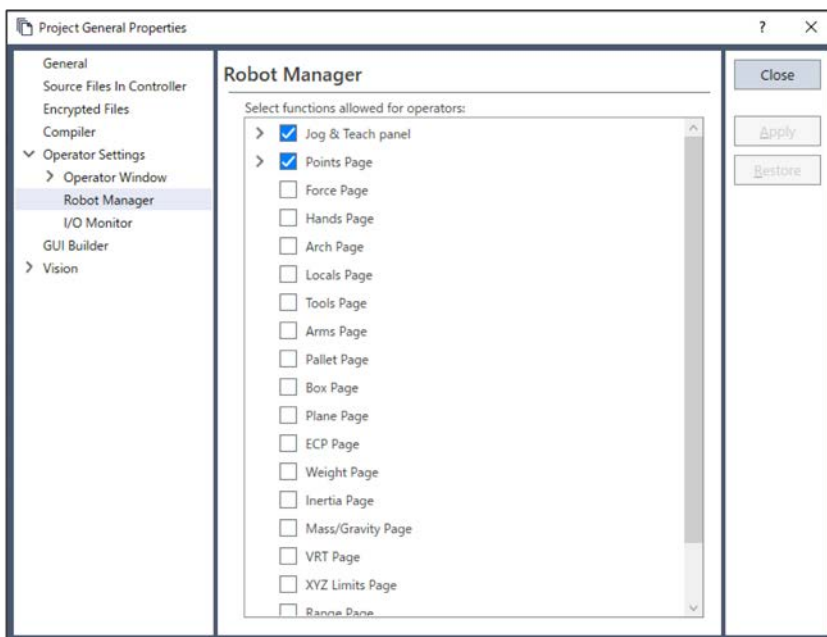 Project General Properties
?
General
Source Files In Controller
Encrypted Files
Compiler
Operator Settings
Operator Window
Robot Manager
I/O Monitor
GUI Builder
Vision
Robot Manager
Select functions allowed for operators:
Jog & Teach panel
Points Page
Force Page
Hands Page
Arch Page
Locals Page
Tools Page
Arms Page
Pallet Page
Box Page
Plane Page
ECP Page
Weight Page
Inertia Page
Mass/Gravity Page
VRT Page
XYZ Limits Page
Range Page
Close
Apply
Restore